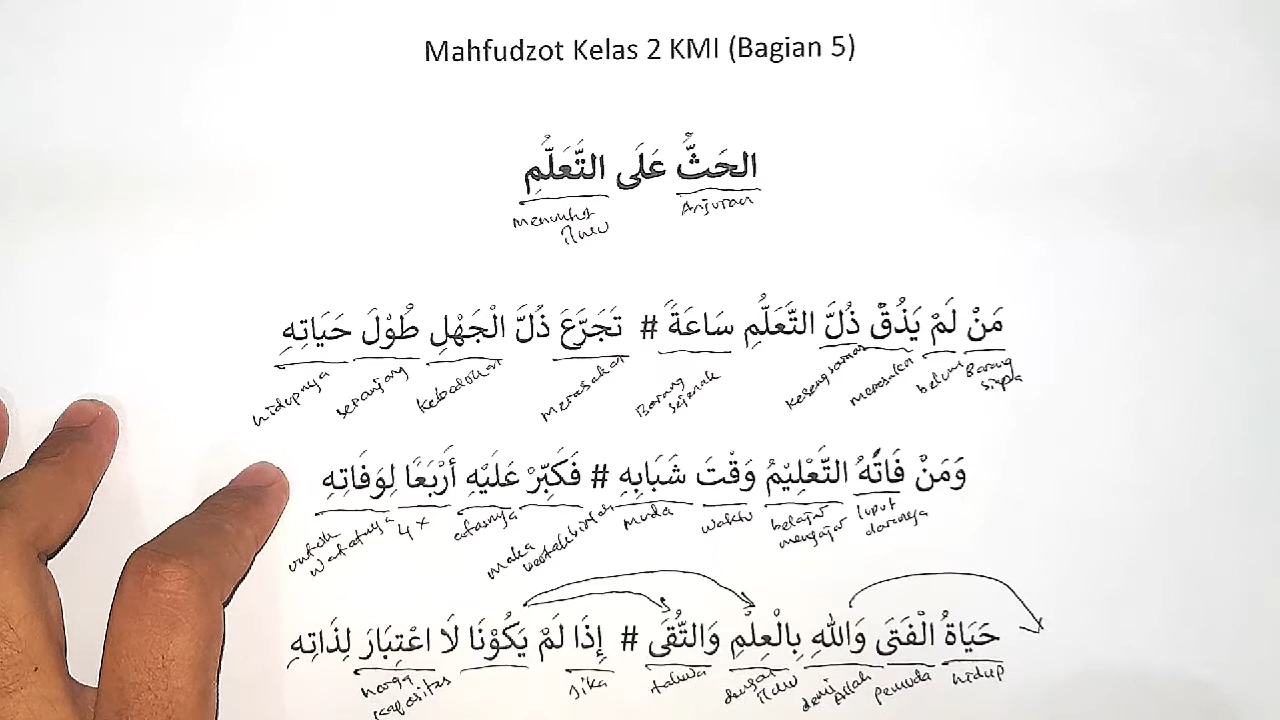 Mahfudzot Kelas 2 KMI (Bagian 5)
الحَثُّ عَلَى التَّعَلُّمِ
Anjuran
menuntut
ilmu
مَنْ لَمْ يَذُقْ ذُلَّ التَّعَلُّمِ سَاعَةً # تَجَرَّعَ ذُلَّ الْجَهْلِ طُوْلَ حَيَاتِهِ
Barang siapa belum merasakan kesengsaraan Barang sejenak merasakan kebodohan sepanjang hidupnya
وَمَنْ فَاتَهُ التَّعْلِيْمُ وَقْتَ شَبَابِهِ # فَكَبِّرْ عَلَيْهِ أَرْبَعًا لِوَفَاتِهِ
luput darinya belajar mengajar waktu muda maka bertakbirlah atasnya 4x untuk wafatnya
حَيَاةُ الْفَتَى وَاللهِ بِالْعِلْمِ وَالتُّقَى # إِذَا لَمْ يَكُوْنَا لَا اعْتِبَارَ لِذَاتِهِ
hidup pemuda demi Allah dengan ilmu takwa Jika harga kapasitas